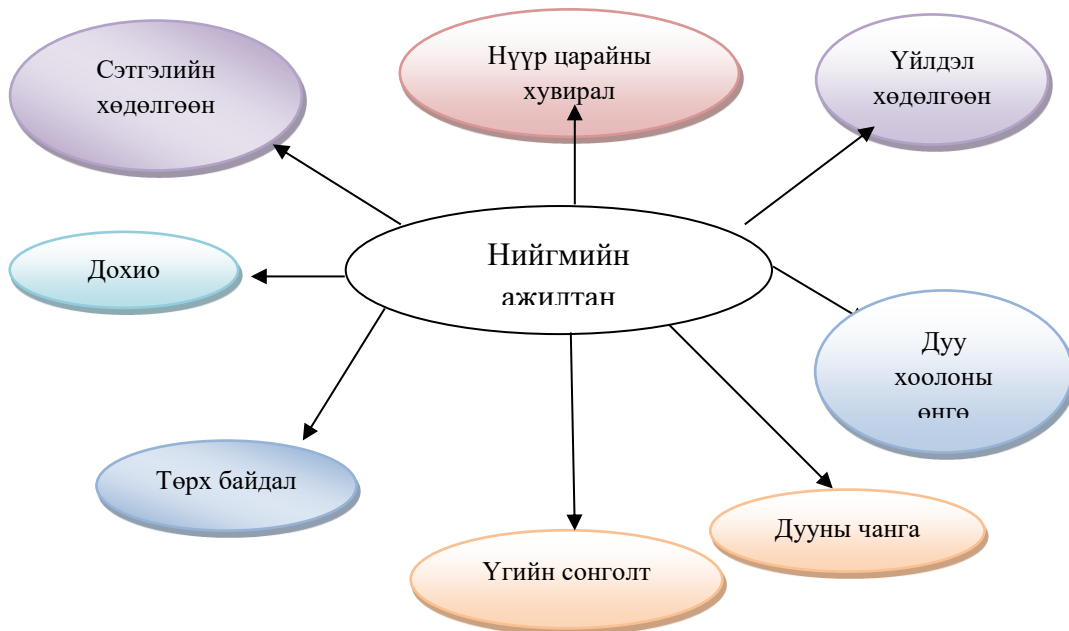 Сэтгэлийн
хөдөлгөөн
Нүүр царайны
хувирал
Үйлдэл
хөдөлгөөн
Нийгмийн
ажилтан
Дохио
Дуу
хоолоны
өнгө
Төрх байдал
Дууны чанга
Үгийн сонголт